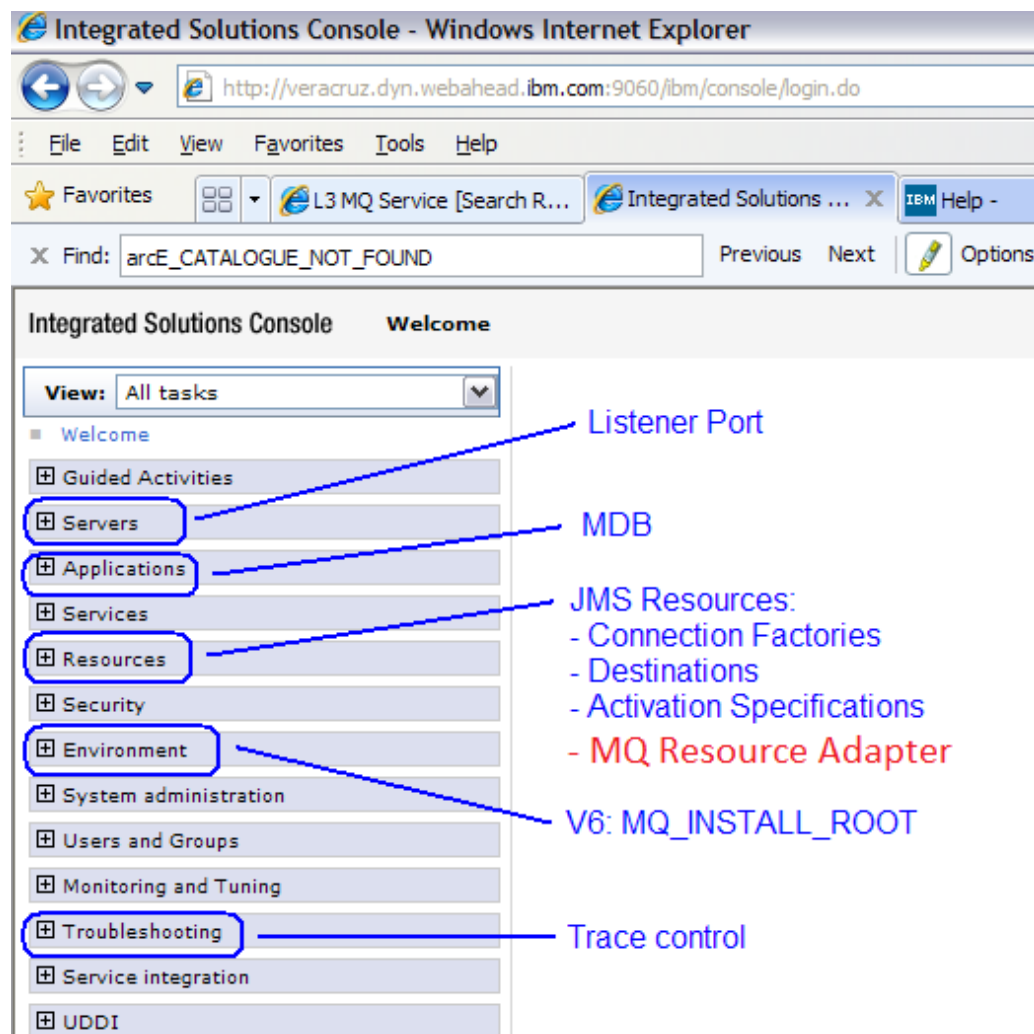 Integrated Solutions Console - Windows Internet Explorer
http://veracruz.dyn.webahead.ibm.com:9060/ibm/console/login.do
File Edit View Favorites Tools Help
Favorites L3 MQ Service [Search R... Integrated Solutions ... X IBM Help -
X Find: arcE_CATALOGUE_NOT_FOUND Previous Next Options
Integrated Solutions Console Welcome
View: All tasks
Welcome
Guided Activities
Servers
Applications
Services
Resources
Security
Environment
System administration
Users and Groups
Monitoring and Tuning
Troubleshooting
Service integration
UDDI
Listener Port
MDB
JMS Resources:
- Connection Factories
- Destinations
- Activation Specifications
- MQ Resource Adapter
V6: MQ_INSTALL_ROOT
Trace control